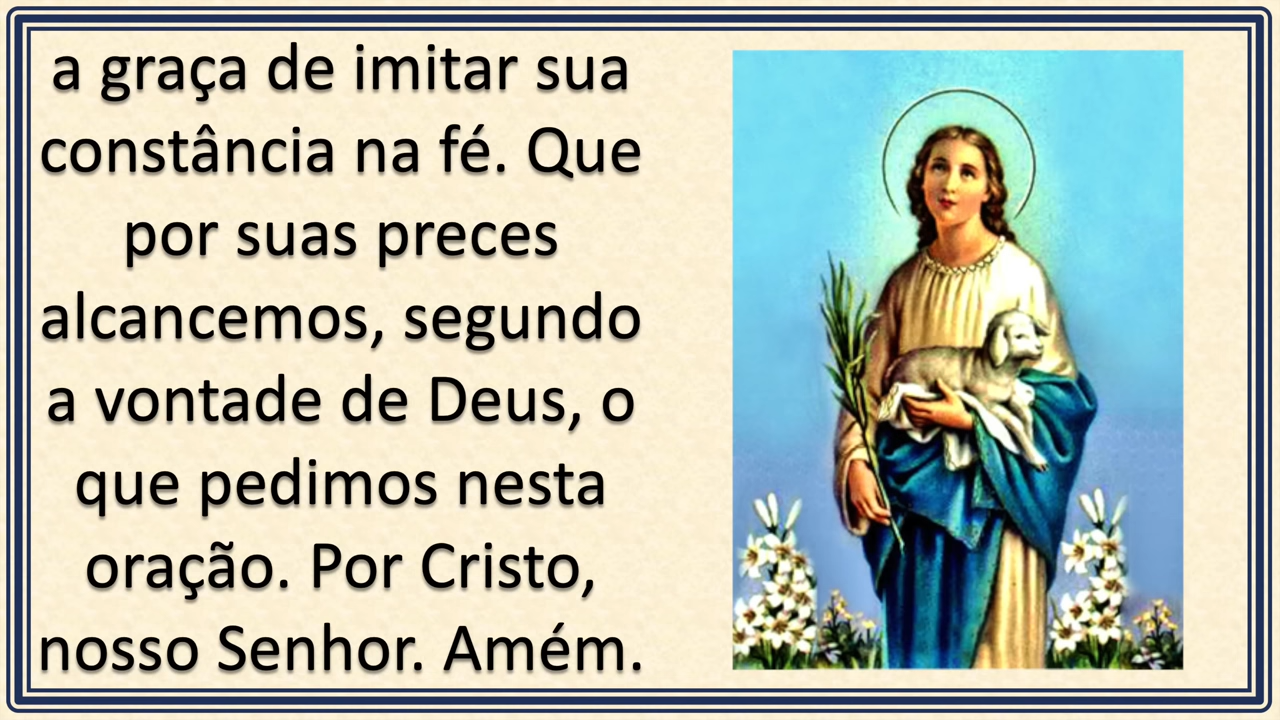 a graça de imitar sua
constância na fé. Que
por suas preces
alcancemos, segundo
a vontade de Deus, o
que pedimos nesta
oração. Por Cristo,
nosso Senhor. Amém.